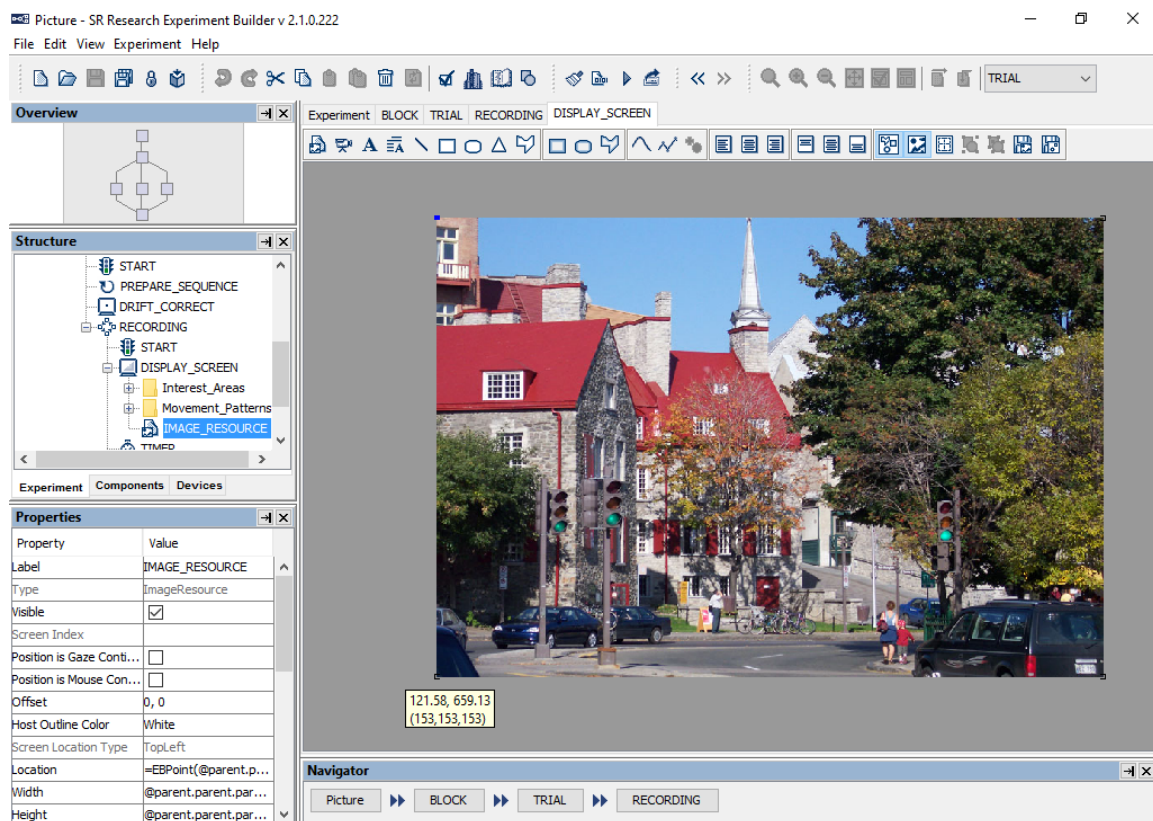 Picture - SR Research Experiment Builder v 2.1.0.222
File Edit View Experiment Help
TRIAL
Overview
Experiment BLOCK TRIAL RECORDING DISPLAY_SCREEN
Structure
START
PREPARE_SEQUENCE
DRIFT_CORRECT
RECORDING
START
DISPLAY_SCREEN
Interest_Areas
Movement_Patterns
IMAGE_RESOURCE
TIMER
Experiment Components Devices
Properties
Property Value
Label IMAGE_RESOURCE
Type ImageResource
Visible
Screen Index
Position is Gaze Conti...
Position is Mouse Con...
Offset 0, 0
Host Outline Color White
Screen Location Type TopLeft
Location =EBPoint(@parent.p...
Width @parent.parent.par...
Height @parent.parent.par...
121.58, 659.13
(153,153,153)
Navigator
Picture BLOCK TRIAL RECORDING